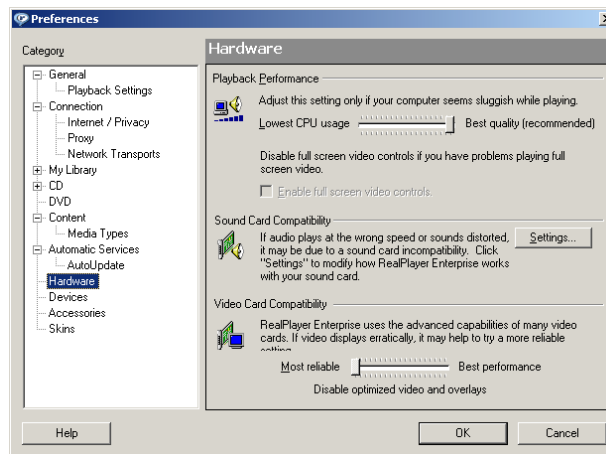 Preferences
Category
General
Playback Settings
Connection
Internet / Privacy
Proxy
Network Transports
My Library
CD
DVD
Content
Media Types
Automatic Services
AutoUpdate
Hardware
Devices
Accessories
Skins
Hardware
Playback Performance
Adjust this setting only if your computer seems sluggish while playing.
Lowest CPU usage Best quality (recommended)
Disable full screen video controls if you have problems playing full
screen video.
Enable full screen video controls.
Sound Card Compatibility
If audio plays at the wrong speed or sounds distorted,
it may be due to a sound card incompatibility. Click
"Settings" to modify how RealPlayer Enterprise works
with your sound card.
Settings...
Video Card Compatibility
RealPlayer Enterprise uses the advanced capabilities of many video
cards. If video displays erratically, it may help to try a more reliable
setting.
Most reliable Best performance
Disable optimized video and overlays
Help OK Cancel